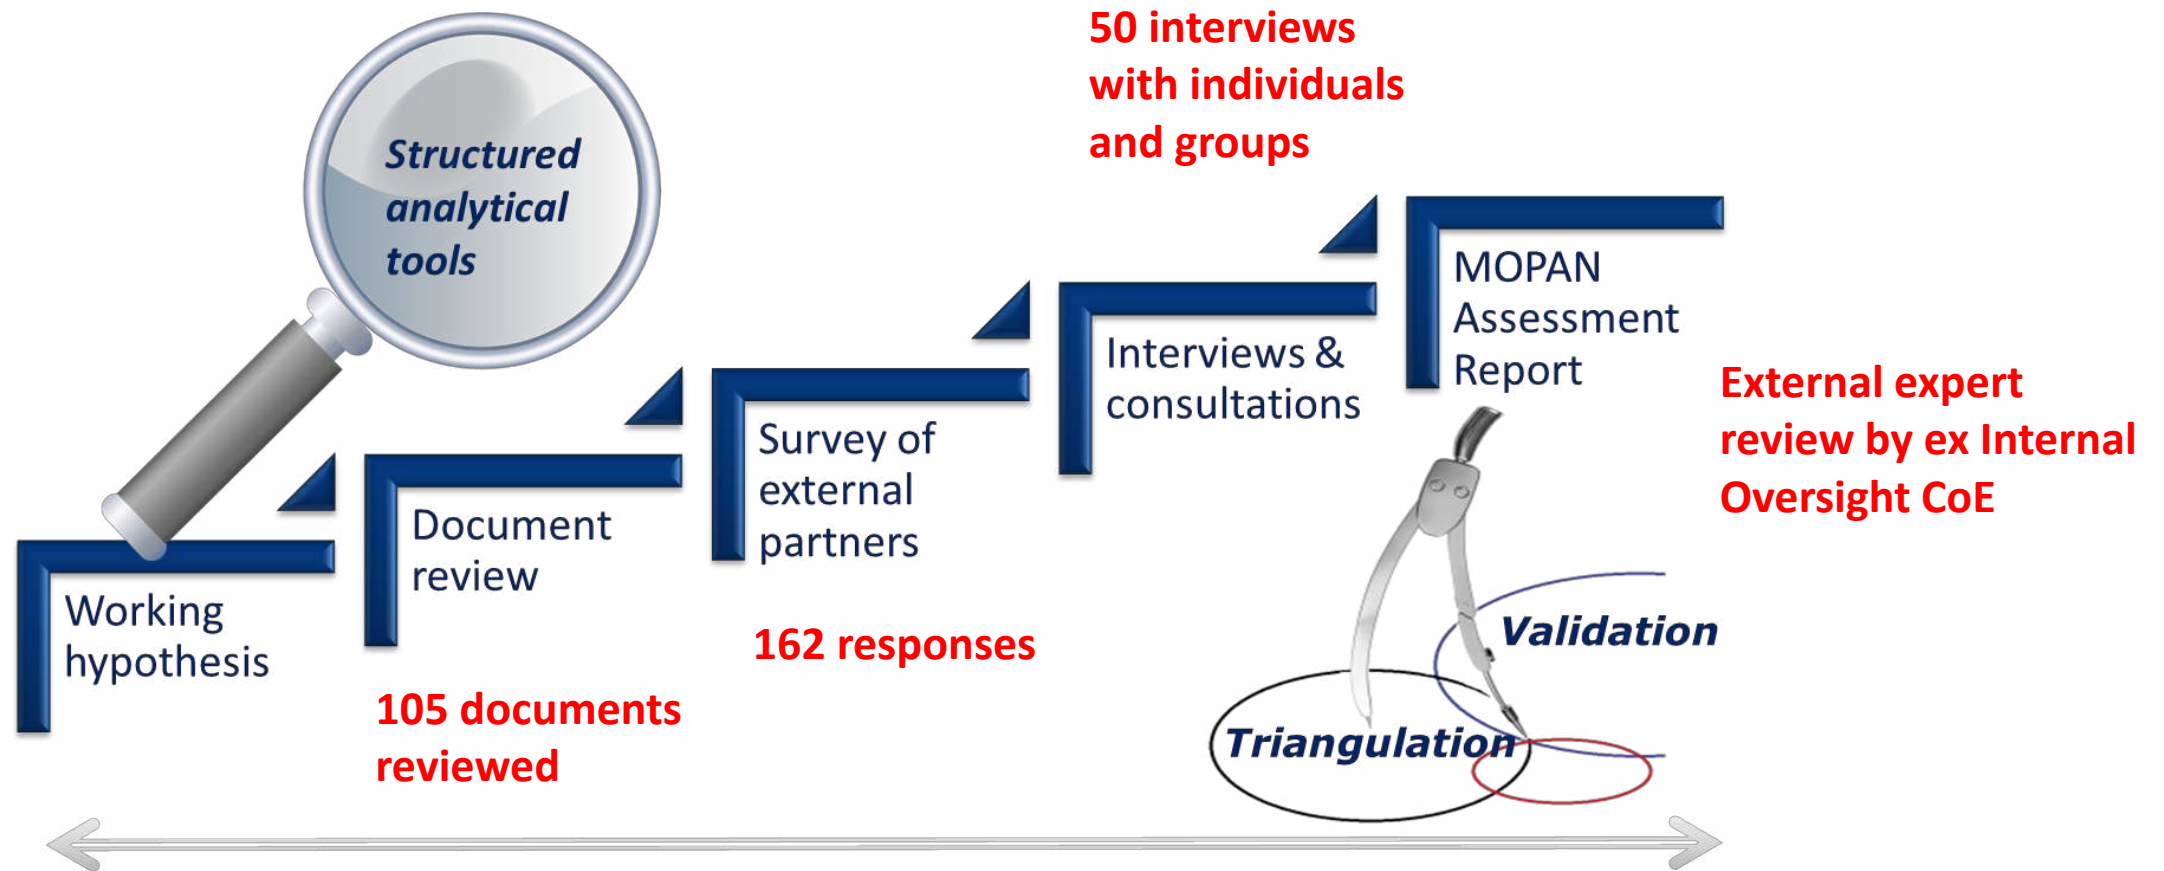 50 interviews
with individuals
and groups
Structured
analytical
tools
MOPAN
Assessment
Report
Interviews &
consultations
External expert
review by ex Internal
Oversight CoE
Survey of
external
partners
Document
review
Working
hypothesis
162 responses
105 documents
reviewed
Validation
Triangulation